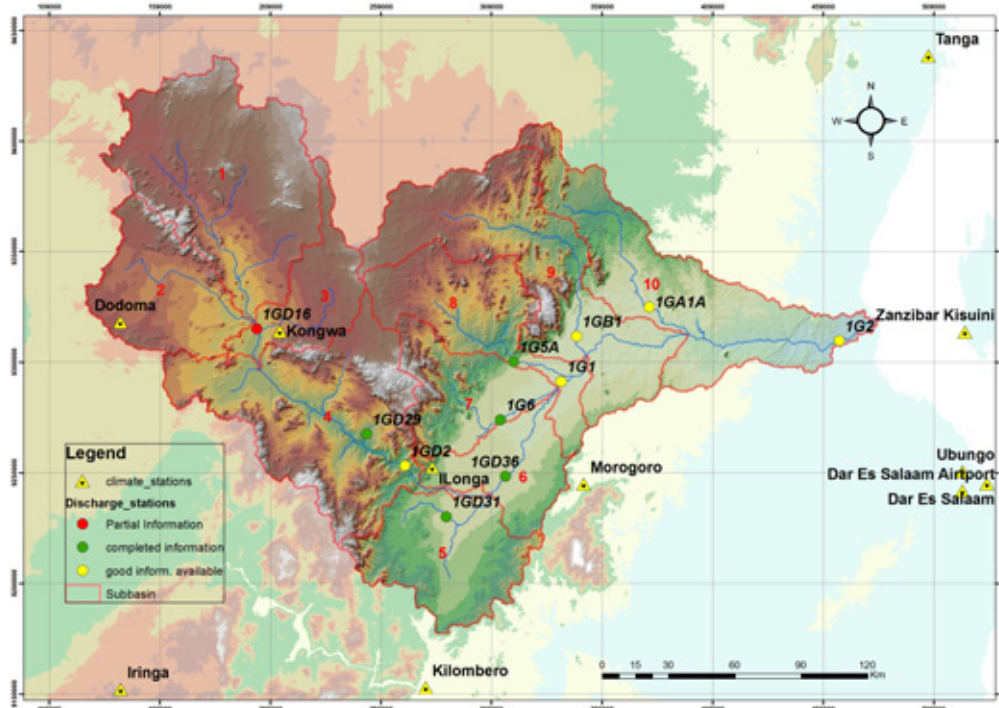 Tanga
N
W
E
S
1
9
2
3
8
10
Dodoma
1GD16
Kongwa
1GA1A
1GB1
Zanzibar Kisuini
1G2
1G5A
1G1
7
1G6
4
1GD29
1GD2
1GD36
6
ILonga
Morogoro
Ubungo
Dar Es Salaam Airport
Dar Es Salaam
1GD31
5
Legend
climate_stations
Discharge_stations
Partial Information
completed information
good inform. available
Subbasin
Iringa
Kilombero
0 15 30 60 90 120
Km